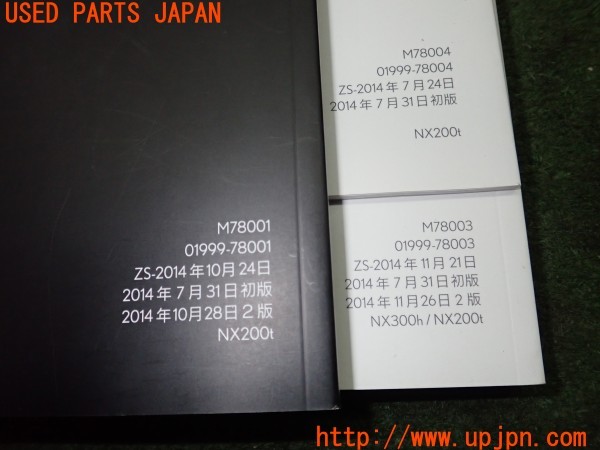 USED PARTS JAPAN
M78004
01999-78004
ZS-2014年7月24日
2014年7月31日初版
NX200t
M78001
01999-78001
ZS-2014年10月24日
2014年7月31日初版
2014年10月28日2版
NX200t
M78003
01999-78003
ZS-2014年11月21日
2014年7月31日初版
2014年11月26日2版
NX300h / NX200t
http://www.upjpn.com/